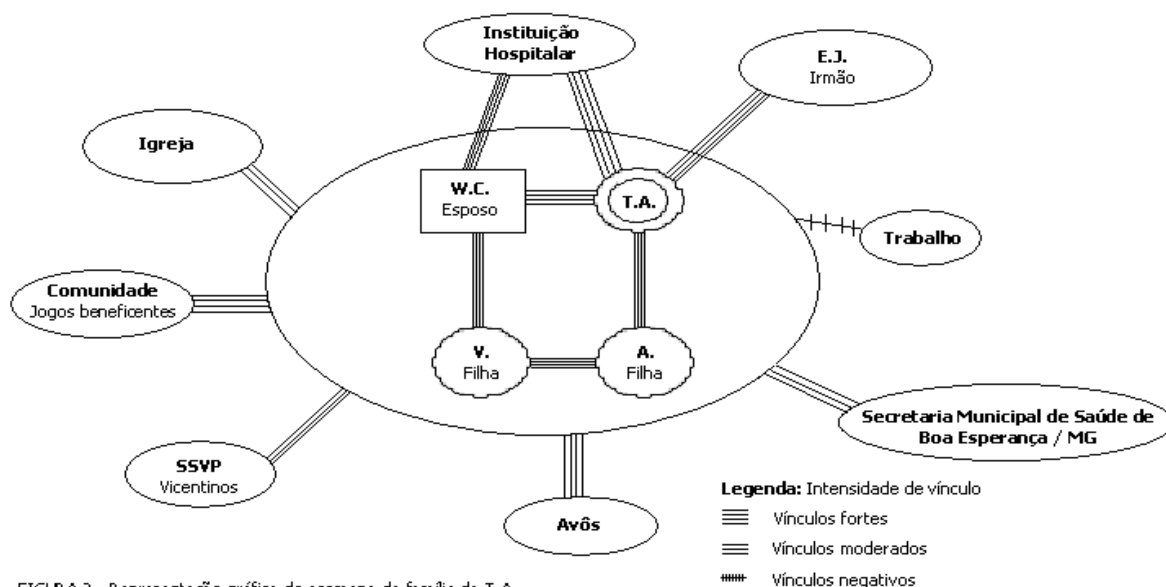 Instituição
Hospitalar
E.J.
Irmão
Igreja
W.C.
Esposo
T.A.
Trabalho
Comunidade
Jogos beneficentes
V.
Filha
A.
Filha
Secretaria Municipal de Saúde de
Boa Esperança / MG
SSVP
Vicentinos
Avôs
Legenda: Intensidade de vínculo
Vínculos fortes
Vínculos moderados
Vínculos negativos